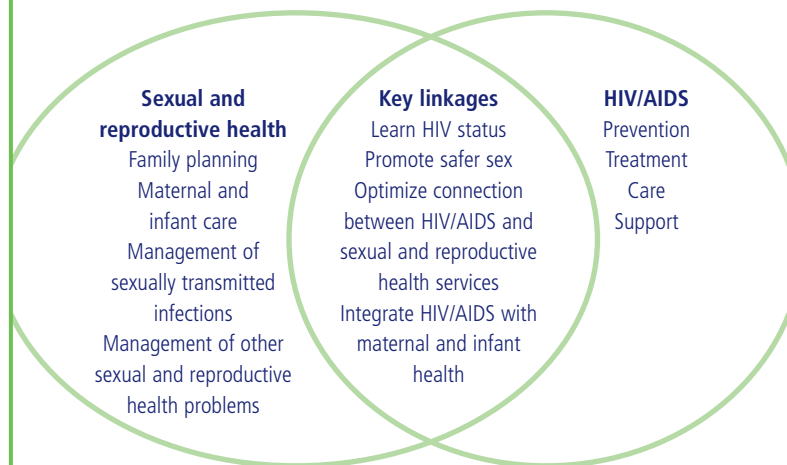 Sexual and
reproductive health
Family planning
Maternal and
infant care
Management of
sexually transmitted
infections
Management of other
sexual and reproductive
health problems
Key linkages
Learn HIV status
Promote safer sex
Optimize connection
between HIV/AIDS and
sexual and reproductive
health services
Integrate HIV/AIDS with
maternal and infant
health
HIV/AIDS
Prevention
Treatment
Care
Support